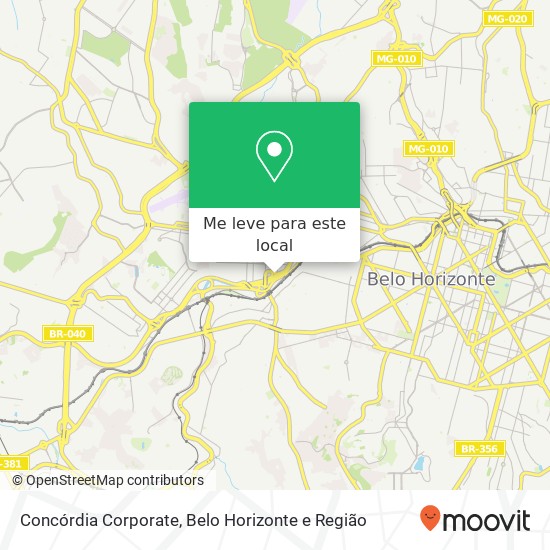 MG-020
MG-010
MG-010
Me leve para este
local
Belo Horizonte
BR-040
BR-356
-381
© OpenStreetMap contributors
Concórdia Corporate, Belo Horizonte e Região
moovit